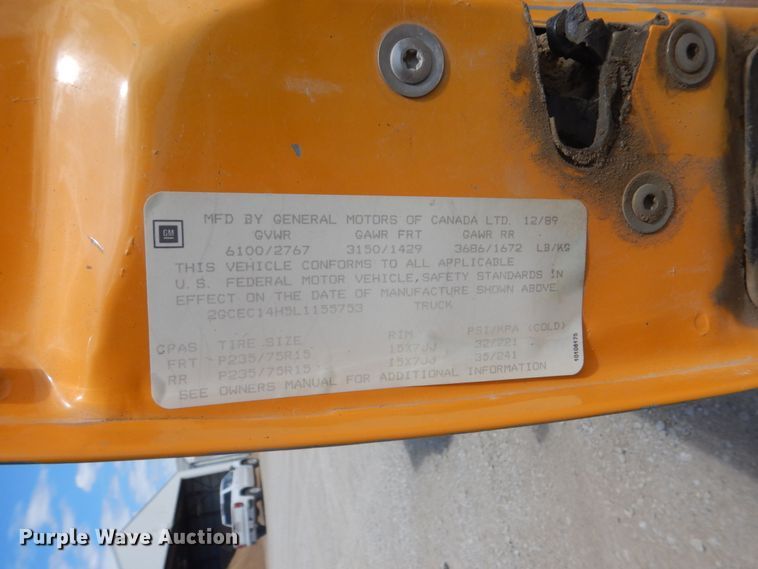 GM
MFD BY GENERAL MOTORS OF CANADA LTD. 12/89
GVWR GAWR FRT GAWR RR
6100/2767 3150/1429 3686/1672 LB/KG
THIS VEHICLE CONFORMS TO ALL APPLICABLE
U.S. FEDERAL MOTOR VEHICLE,SAFETY STANDARDS IN
EFFECT ON THE DATE OF MANUFACTURE SHOWN ABOVE.
2GCEC14H5L1155753 TRUCK
CPAS TIRE SIZE RIM PSI/KPA (COLD)
FRT P235/75R15 15X7JJ 32/221
RR P235/75R15 15X7JJ 35/241
SEE OWNERS MANUAL FOR ADDITIONAL INFORMATION
10108175
Purple Wave Auction